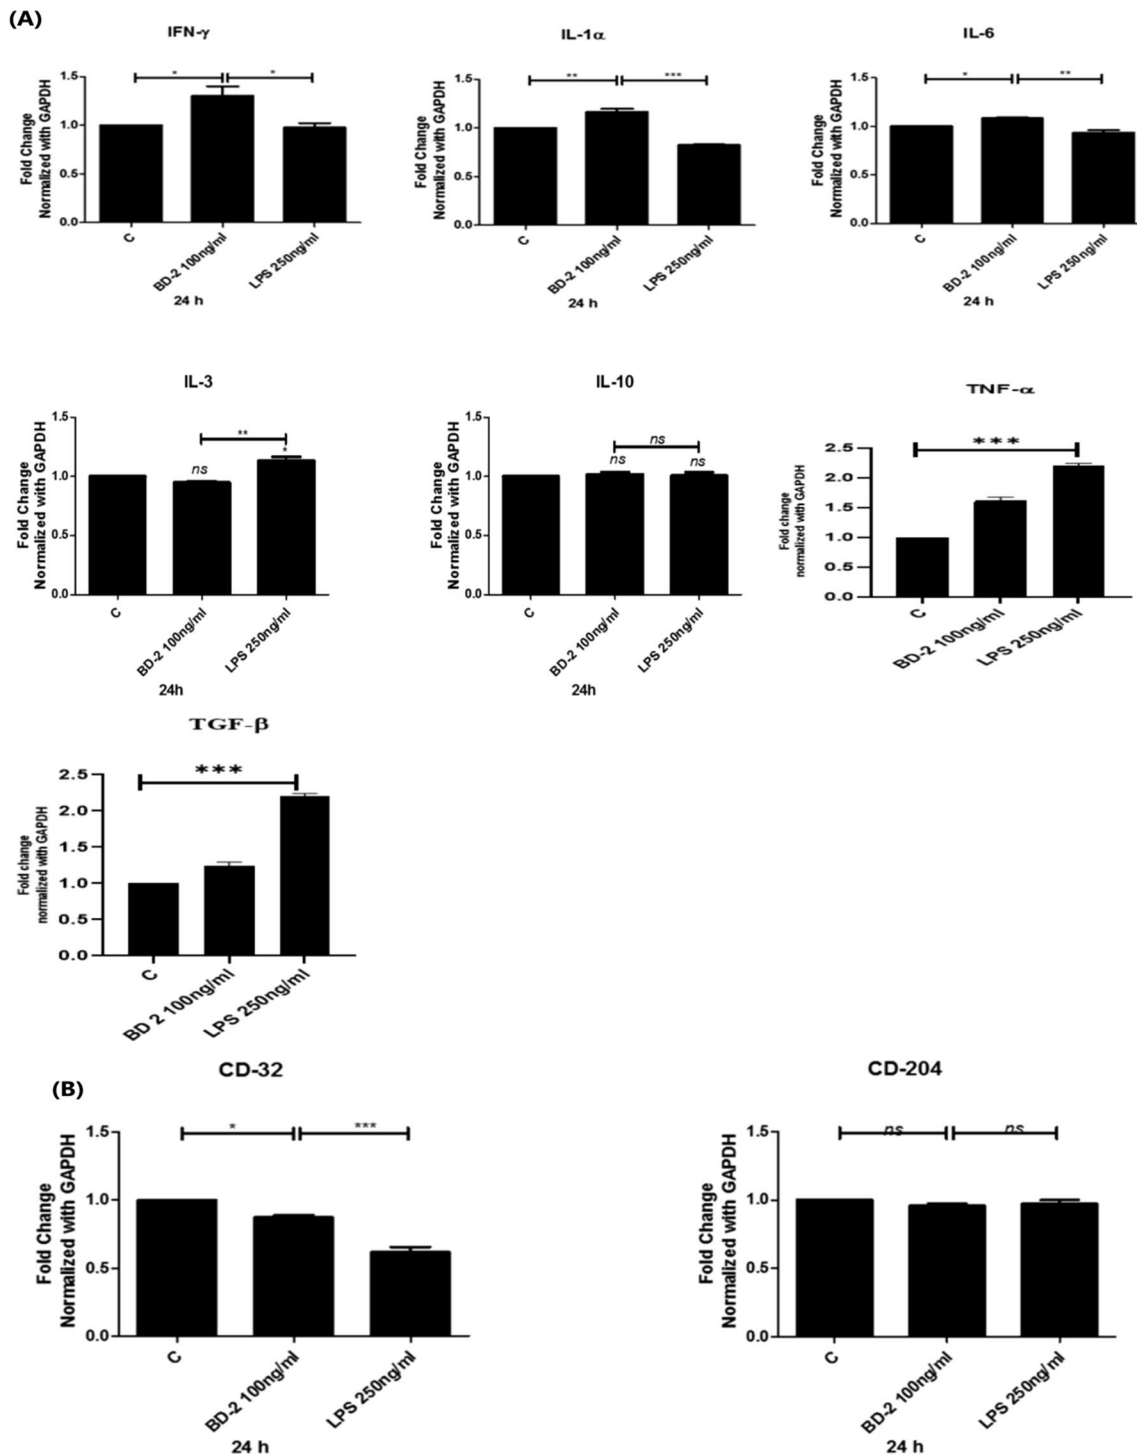 (A)
IFN-γ
Fold Change
Normalized with GAPDH
1.5
1.0
0.5
0.0
*
*
C
BD-2 100ng/ml
LPS 250ng/ml
24 h
IL-1α
Fold Change
Normalized with GAPDH
1.5
1.0
0.5
0.0
**
***
C
BD-2 100ng/ml
LPS 250ng/ml
24 h
IL-6
Fold Change
Normalized with GAPDH
1.5
1.0
0.5
0.0
*
**
C
BD-2 100ng/ml
LPS 250ng/ml
24 h
IL-3
Fold Change
Normalized with GAPDH
1.5
1.0
0.5
0.0
**
ns
*
C
BD-2 100ng/ml
LPS 250ng/ml
24h
IL-10
Fold Change
Normalized with GAPDH
1.5
1.0
0.5
0.0
ns
ns
ns
C
BD-2 100ng/ml
LPS 250ng/ml
24h
TNF-α
Fold change
normalized with GAPDH
2.5
2.0
1.5
1.0
0.5
0.0
***
C
BD-2 100ng/ml
LPS 250ng/ml
TGF-β
Fold change
normalized with GAPDH
2.5
2.0
1.5
1.0
0.5
0.0
***
C
BD 2 100ng/ml
LPS 250ng/ml
(B)
CD-32
Fold Change
Normalized with GAPDH
1.5
1.0
0.5
0.0
*
***
C
BD-2 100ng/ml
LPS 250ng/ml
24 h
CD-204
Fold Change
Normalized with GAPDH
1.5
1.0
0.5
0.0
ns
ns
C
BD-2 100ng/ml
LPS 250ng/ml
24 h